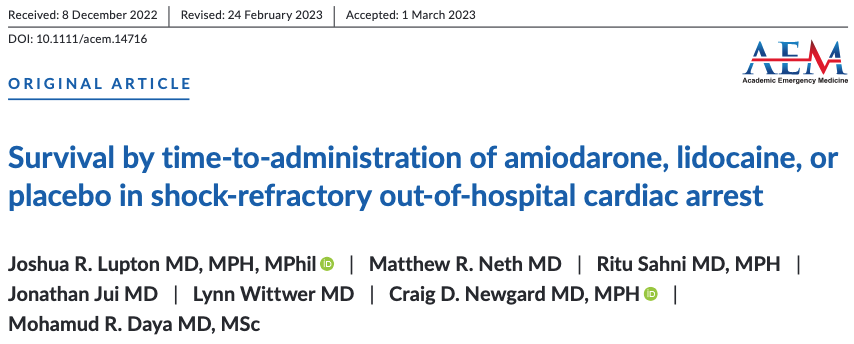 Received: 8 December 2022 | Revised: 24 February 2023 | Accepted: 1 March 2023
DOI: 10.1111/acem.14716
AEM
Academic Emergency Medicine
ORIGINAL ARTICLE
Survival by time-to-administration of amiodarone, lidocaine, or
placebo in shock-refractory out-of-hospital cardiac arrest
Joshua R. Lupton MD, MPH, MPhil iD | Matthew R. Neth MD | Ritu Sahni MD, MPH |
Jonathan Jui MD | Lynn Wittwer MD | Craig D. Newgard MD, MPH iD |
Mohamud R. Daya MD, MSc